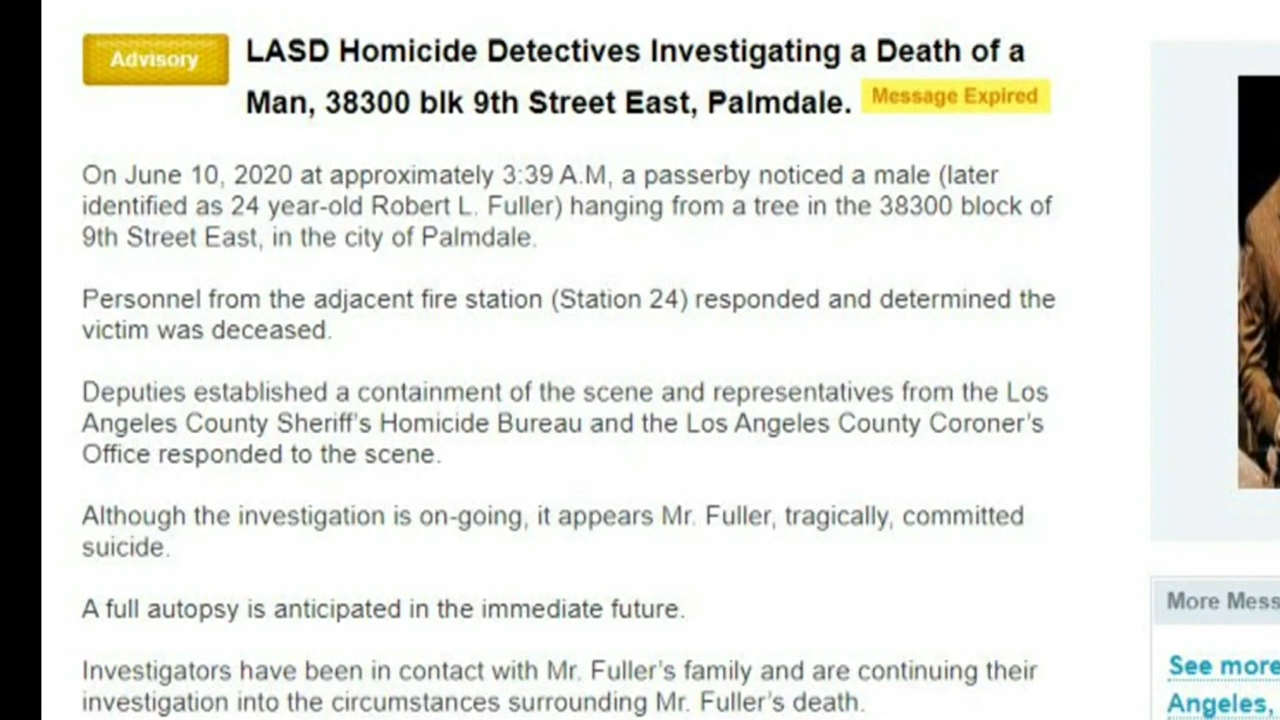 Advisory
LASD Homicide Detectives Investigating a Death of a
Man, 38300 blk 9th Street East, Palmdale. Message Expired
On June 10, 2020 at approximately 3:39 A.M, a passerby noticed a male (later
identified as 24 year-old Robert L. Fuller) hanging from a tree in the 38300 block of
9th Street East, in the city of Palmdale.
Personnel from the adjacent fire station (Station 24) responded and determined the
victim was deceased.
Deputies established a containment of the scene and representatives from the Los
Angeles County Sheriff's Homicide Bureau and the Los Angeles County Coroner's
Office responded to the scene.
Although the investigation is on-going, it appears Mr. Fuller, tragically, committed
suicide.
A full autopsy is anticipated in the immediate future.
Investigators have been in contact with Mr. Fuller's family and are continuing their
investigation into the circumstances surrounding Mr. Fuller's death.
More Mess
See more
Angeles,